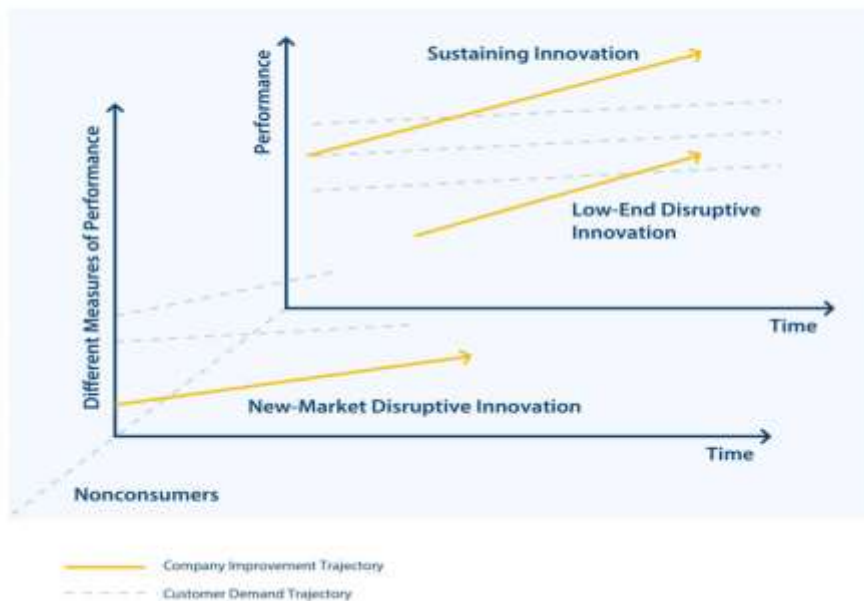 Sustaining Innovation
Performance
Low-End Disruptive
Innovation
Time
Different Measures of Performance
New-Market Disruptive Innovation
Time
Nonconsumers
Company Improvement Trajectory
Customer Demand Trajectory